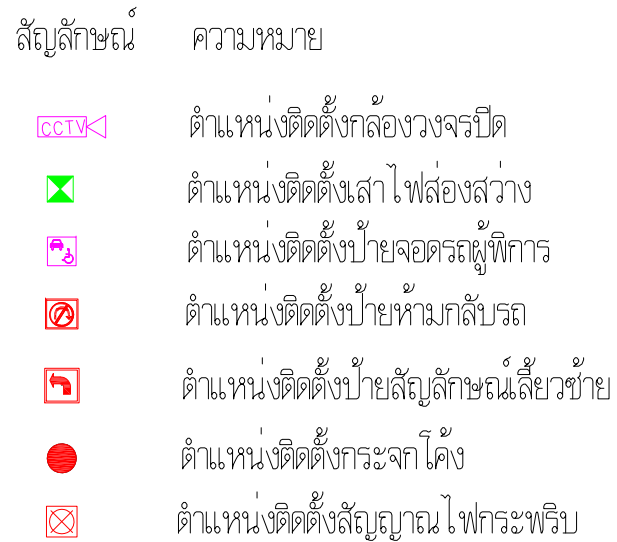 สัญลักษณ์ ความหมาย
CCTV ตำแหน่งติดตั้งกล้องวงจรปิด
ตำแหน่งติดตั้งเสาไฟส่องสว่าง
ตำแหน่งติดตั้งป้ายจอดรถผู้พิการ
ตำแหน่งติดตั้งป้ายห้ามกลับรถ
ตำแหน่งติดตั้งป้ายสัญลักษณ์เลี้ยวซ้าย
ตำแหน่งติดตั้งกระจกโค้ง
ตำแหน่งติดตั้งสัญญาณไฟกระพริบ